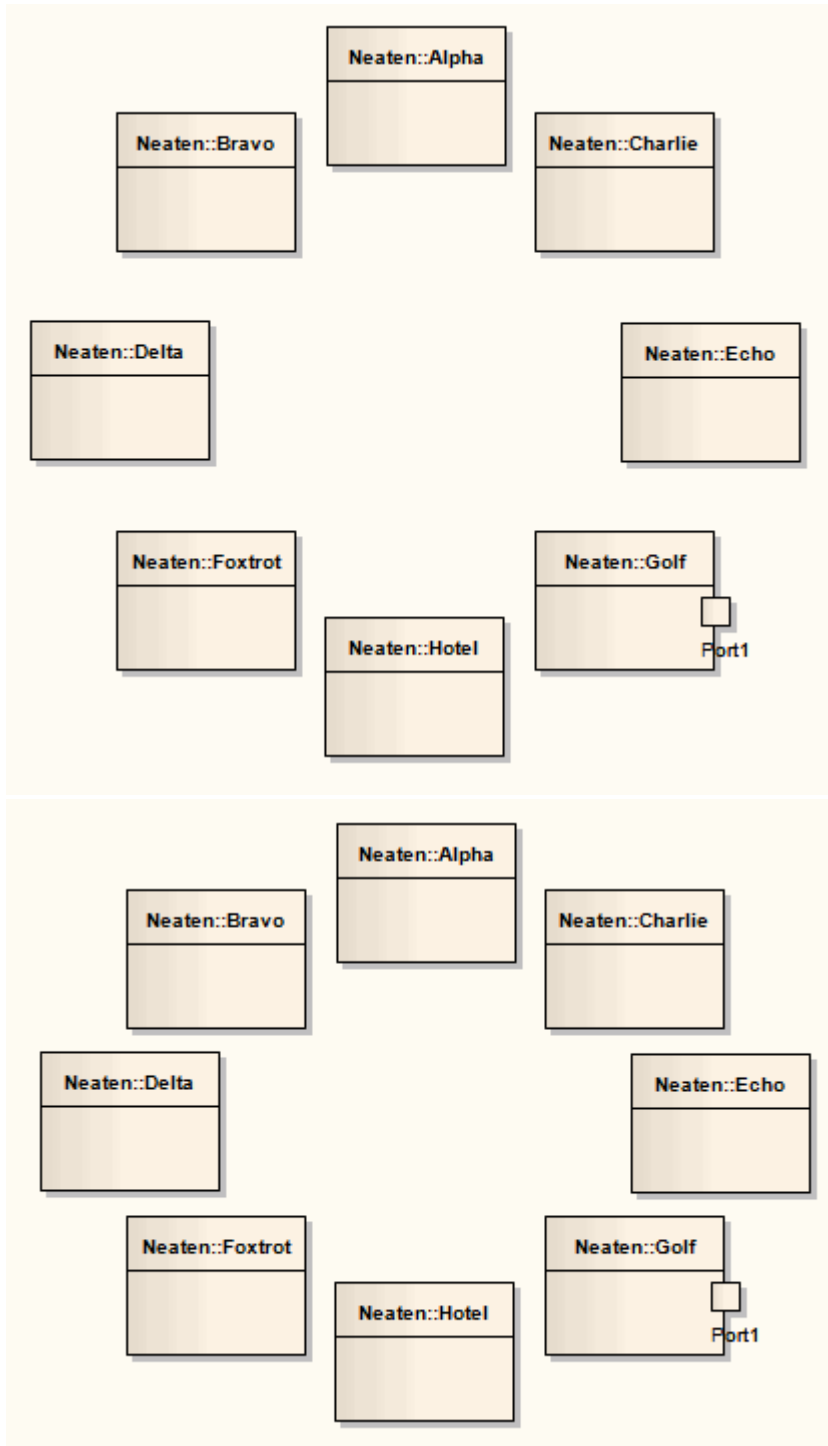 Neaten::Alpha
Neaten::Bravo
Neaten::Charlie
Neaten::Delta
Neaten::Echo
Neaten::Foxtrot
Neaten::Golf
Port1
Neaten::Hotel
Neaten::Alpha
Neaten::Bravo
Neaten::Charlie
Neaten::Delta
Neaten::Echo
Neaten::Foxtrot
Neaten::Golf
Neaten::Hotel
Port1